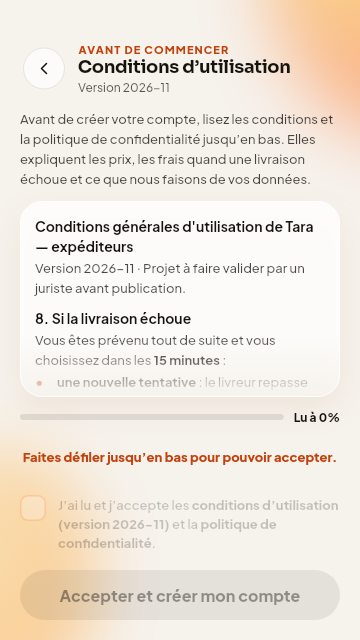 AVANT DE COMMENCER
Conditions d’utilisation
Version 2026-11
Avant de créer votre compte, lisez les conditions et
la politique de confidentialité jusqu’en bas. Elles
expliquent les prix, les frais quand une livraison
échoue et ce que nous faisons de vos données.
Conditions générales d'utilisation de Tara
— expéditeurs
Version 2026-11 · Projet à faire valider par un
juriste avant publication.
8. Si la livraison échoue
Vous êtes prévenu tout de suite et vous
choisissez dans les 15 minutes :
• une nouvelle tentative : le livreur repasse
Lu à 0%
Faites défiler jusqu’en bas pour pouvoir accepter.
J’ai lu et j’accepte les conditions d’utilisation
(version 2026-11) et la politique de
confidentialité.
Accepter et créer mon compte